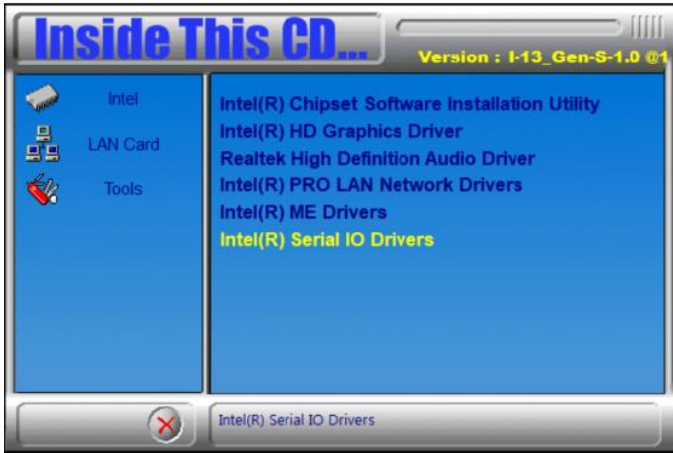 Inside This CD...
Version : I-13_Gen-S-1.0 @1
Intel
LAN Card
Tools
Intel(R) Chipset Software Installation Utility
Intel(R) HD Graphics Driver
Realtek High Definition Audio Driver
Intel(R) PRO LAN Network Drivers
Intel(R) ME Drivers
Intel(R) Serial IO Drivers
Intel(R) Serial IO Drivers